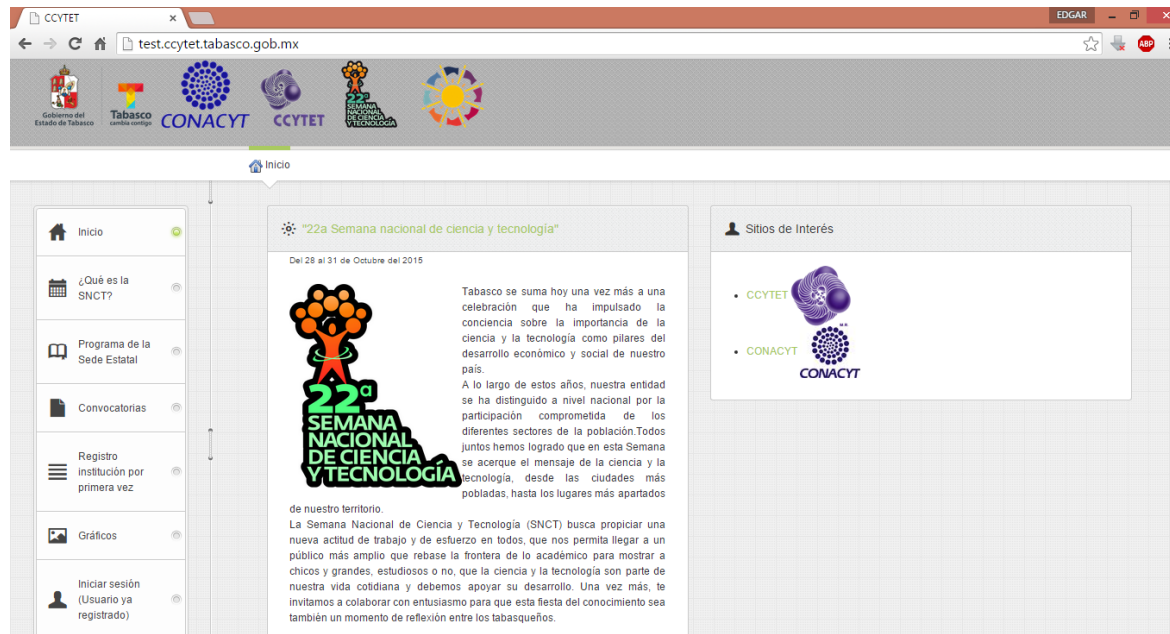 CCYTET
EDGAR
test.ccytet.tabasco.gob.mx
ABP
Gobierno del
Estado de Tabasco
Tabasco
cambia contigo
CONACYT
CCYTET
22a
SEMANA
NACIONAL
DE CIENCIA
Y TECNOLOGÍA
Inicio
Inicio
¿Qué es la
SNCT?
Programa de la
Sede Estatal
Convocatorias
Registro
institución por
primera vez
Gráficos
Iniciar sesión
(Usuario ya
registrado)
"22a Semana nacional de ciencia y tecnología"
Del 28 al 31 de Octubre del 2015
22a
SEMANA
NACIONAL
DE CIENCIA
Y TECNOLOGÍA
Tabasco se suma hoy una vez más a una
celebración que ha impulsado la
conciencia sobre la importancia de la
ciencia y la tecnología como pilares del
desarrollo económico y social de nuestro
país.
A lo largo de estos años, nuestra entidad
se ha distinguido a nivel nacional por la
participación comprometida de los
diferentes sectores de la población.Todos
juntos hemos logrado que en esta Semana
se acerque el mensaje de la ciencia y la
tecnología, desde las ciudades más
pobladas, hasta los lugares más apartados
de nuestro territorio.
La Semana Nacional de Ciencia y Tecnología (SNCT) busca propiciar una
nueva actitud de trabajo y de esfuerzo en todos, que nos permita llegar a un
público más amplio que rebase la frontera de lo académico para mostrar a
chicos y grandes, estudiosos o no, que la ciencia y la tecnología son parte de
nuestra vida cotidiana y debemos apoyar su desarrollo. Una vez más, te
invitamos a colaborar con entusiasmo para que esta fiesta del conocimiento sea
también un momento de reflexión entre los tabasqueños.
Sitios de Interés
CCYTET
CONACYT
CONACYT